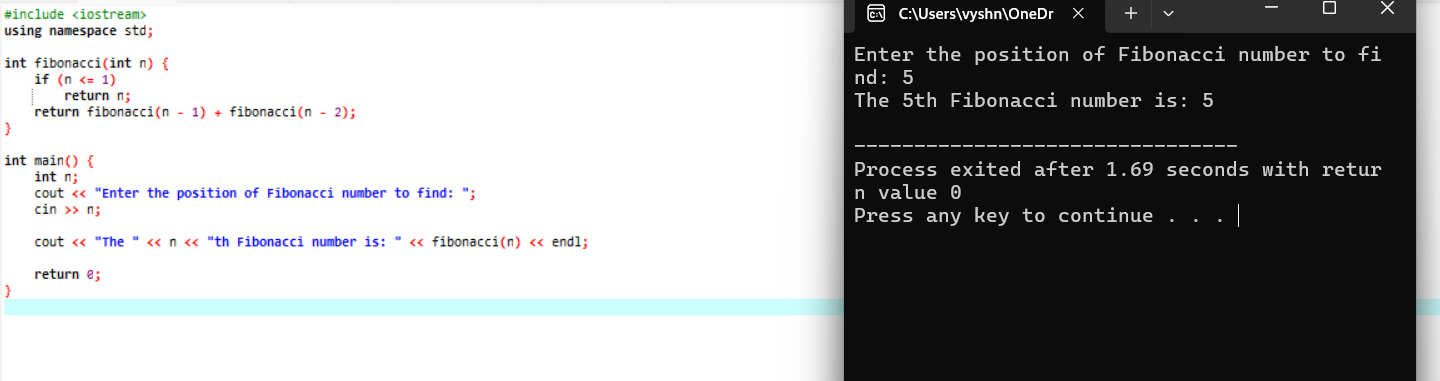 #include <iostream>
using namespace std;

int fibonacci(int n) {
    if (n <= 1)
        return n;
    return fibonacci(n - 1) + fibonacci(n - 2);
}

int main() {
    int n;
    cout << "Enter the position of Fibonacci number to find: ";
    cin >> n;

    cout << "The " << n << "th Fibonacci number is: " << fibonacci(n) << endl;

    return 0;
}
C:\Users\vyshn\OneDr
Enter the position of Fibonacci number to fi
nd: 5
The 5th Fibonacci number is: 5

--------------------------------
Process exited after 1.69 seconds with retur
n value 0
Press any key to continue . . .